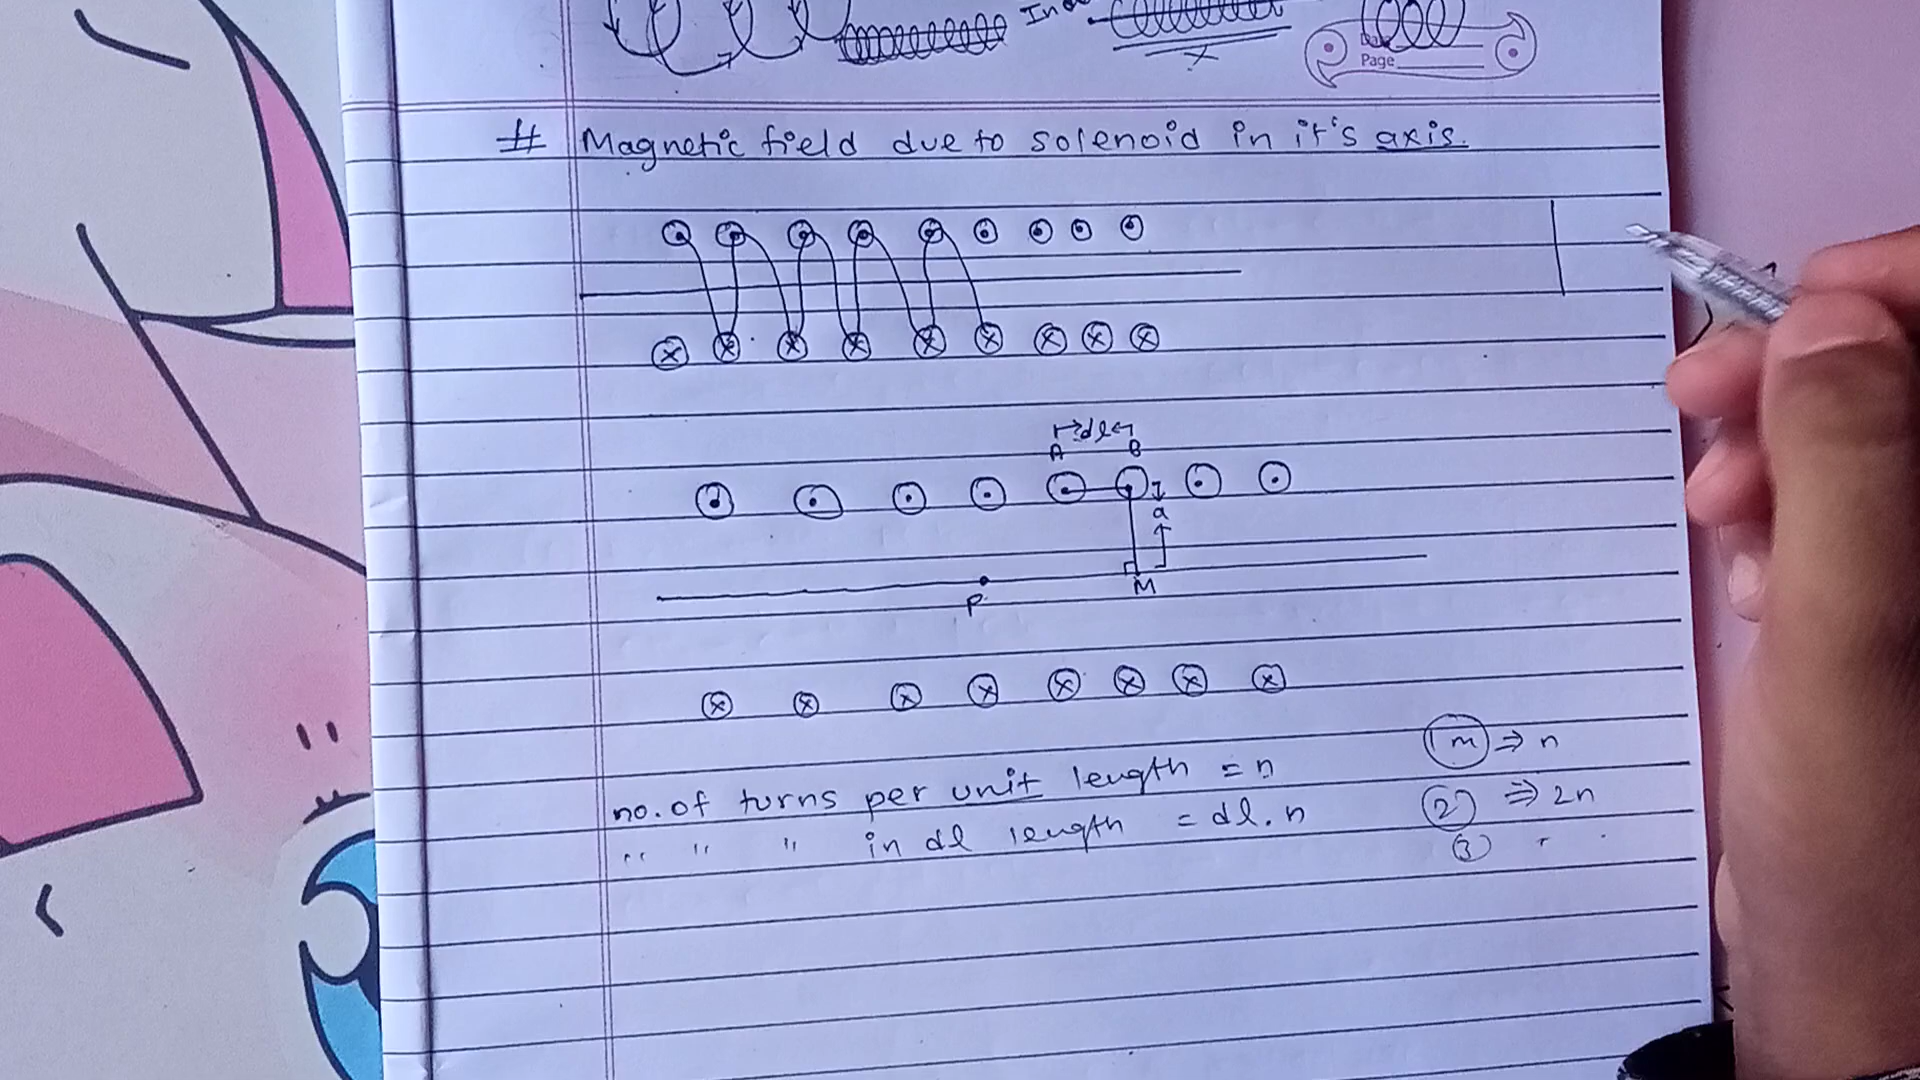 Date
Page
# Magnetic field due to solenoid in it's axis.
dl
A B
a
P M
no. of turns per unit length = n
" " " in dl length = dl. n
1m ⇒ n
2 ⇒ 2n
3